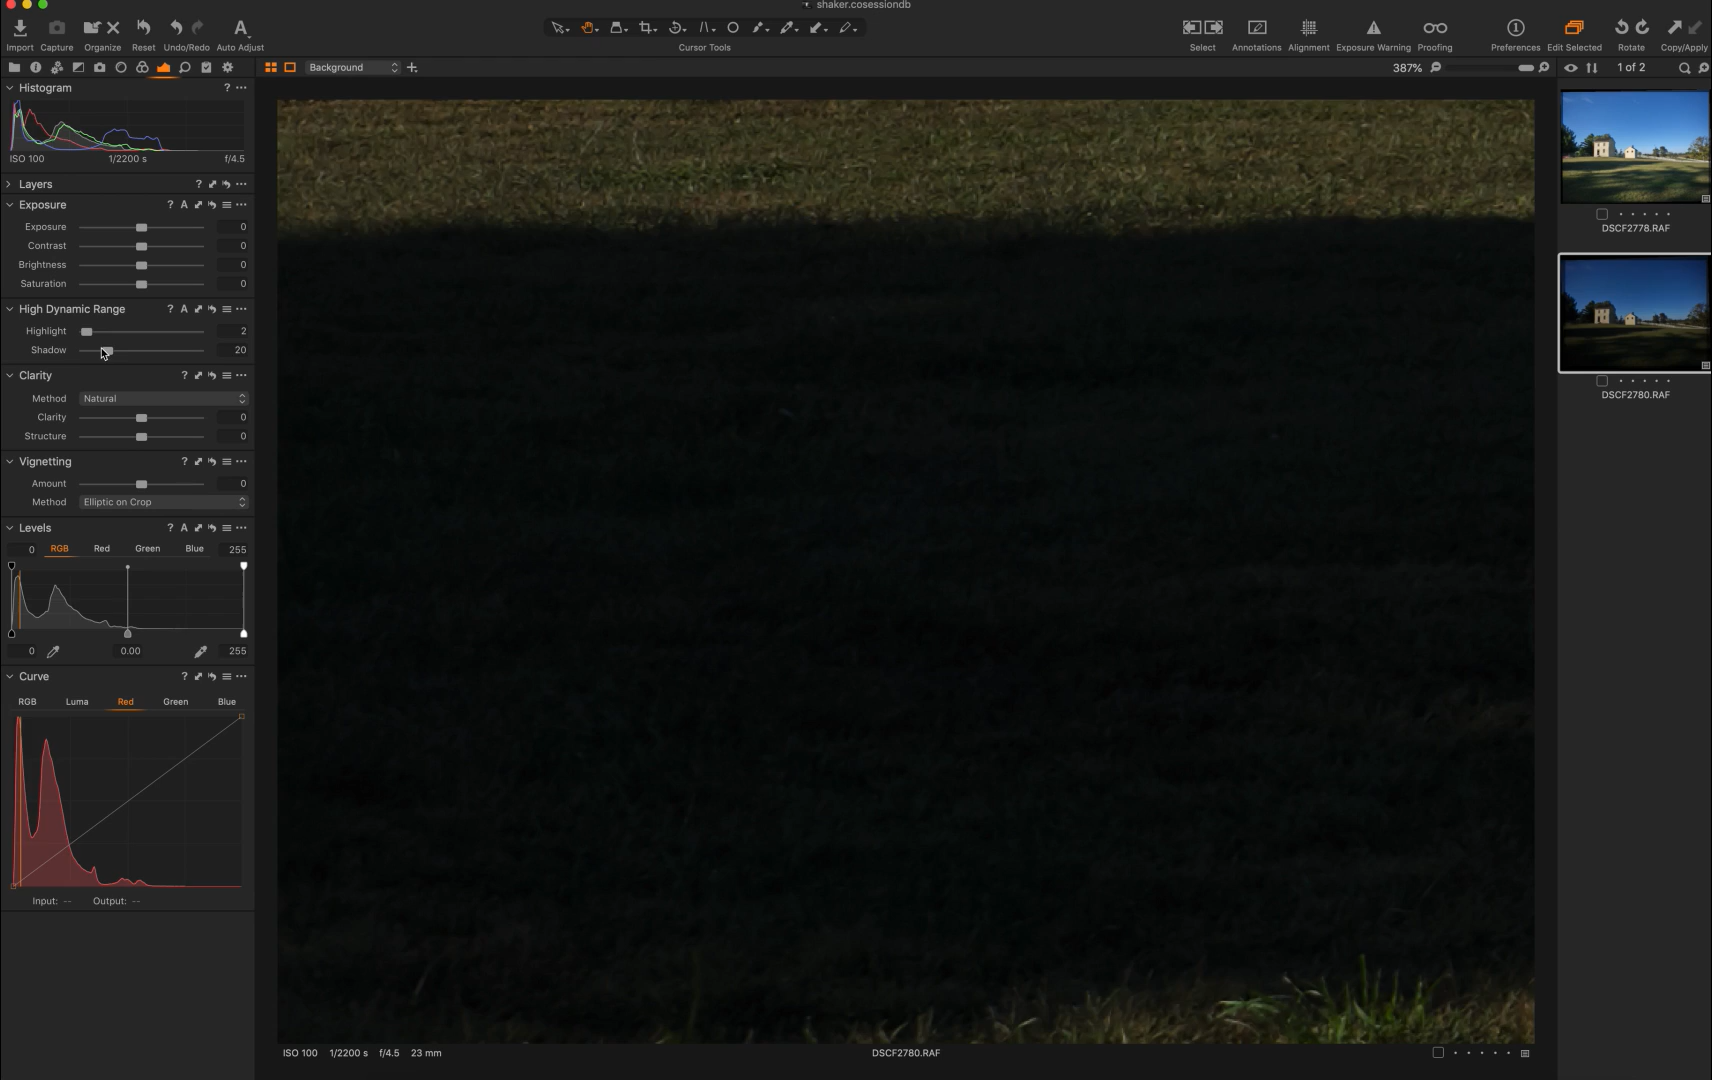 shaker.cosessiondb
Import Capture Organize Reset Undo/Redo Auto Adjust Cursor Tools Select Annotations Alignment Exposure Warning Proofing Preferences Edit Selected Rotate Copy/Apply
Background 387% 1 of 2
Histogram
ISO 100 1/2200 s f/4.5
Layers
Exposure
Exposure 0
Contrast 0
Brightness 0
Saturation 0
High Dynamic Range
Highlight 2
Shadow 20
Clarity
Method Natural
Clarity 0
Structure 0
Vignetting
Amount 0
Method Elliptic on Crop
Levels
0 RGB Red Green Blue 255
0 0.00 255
Curve
RGB Luma Red Green Blue
Input: -- Output: --
ISO 100 1/2200 s f/4.5 23 mm DSCF2780.RAF
DSCF2778.RAF
DSCF2780.RAF